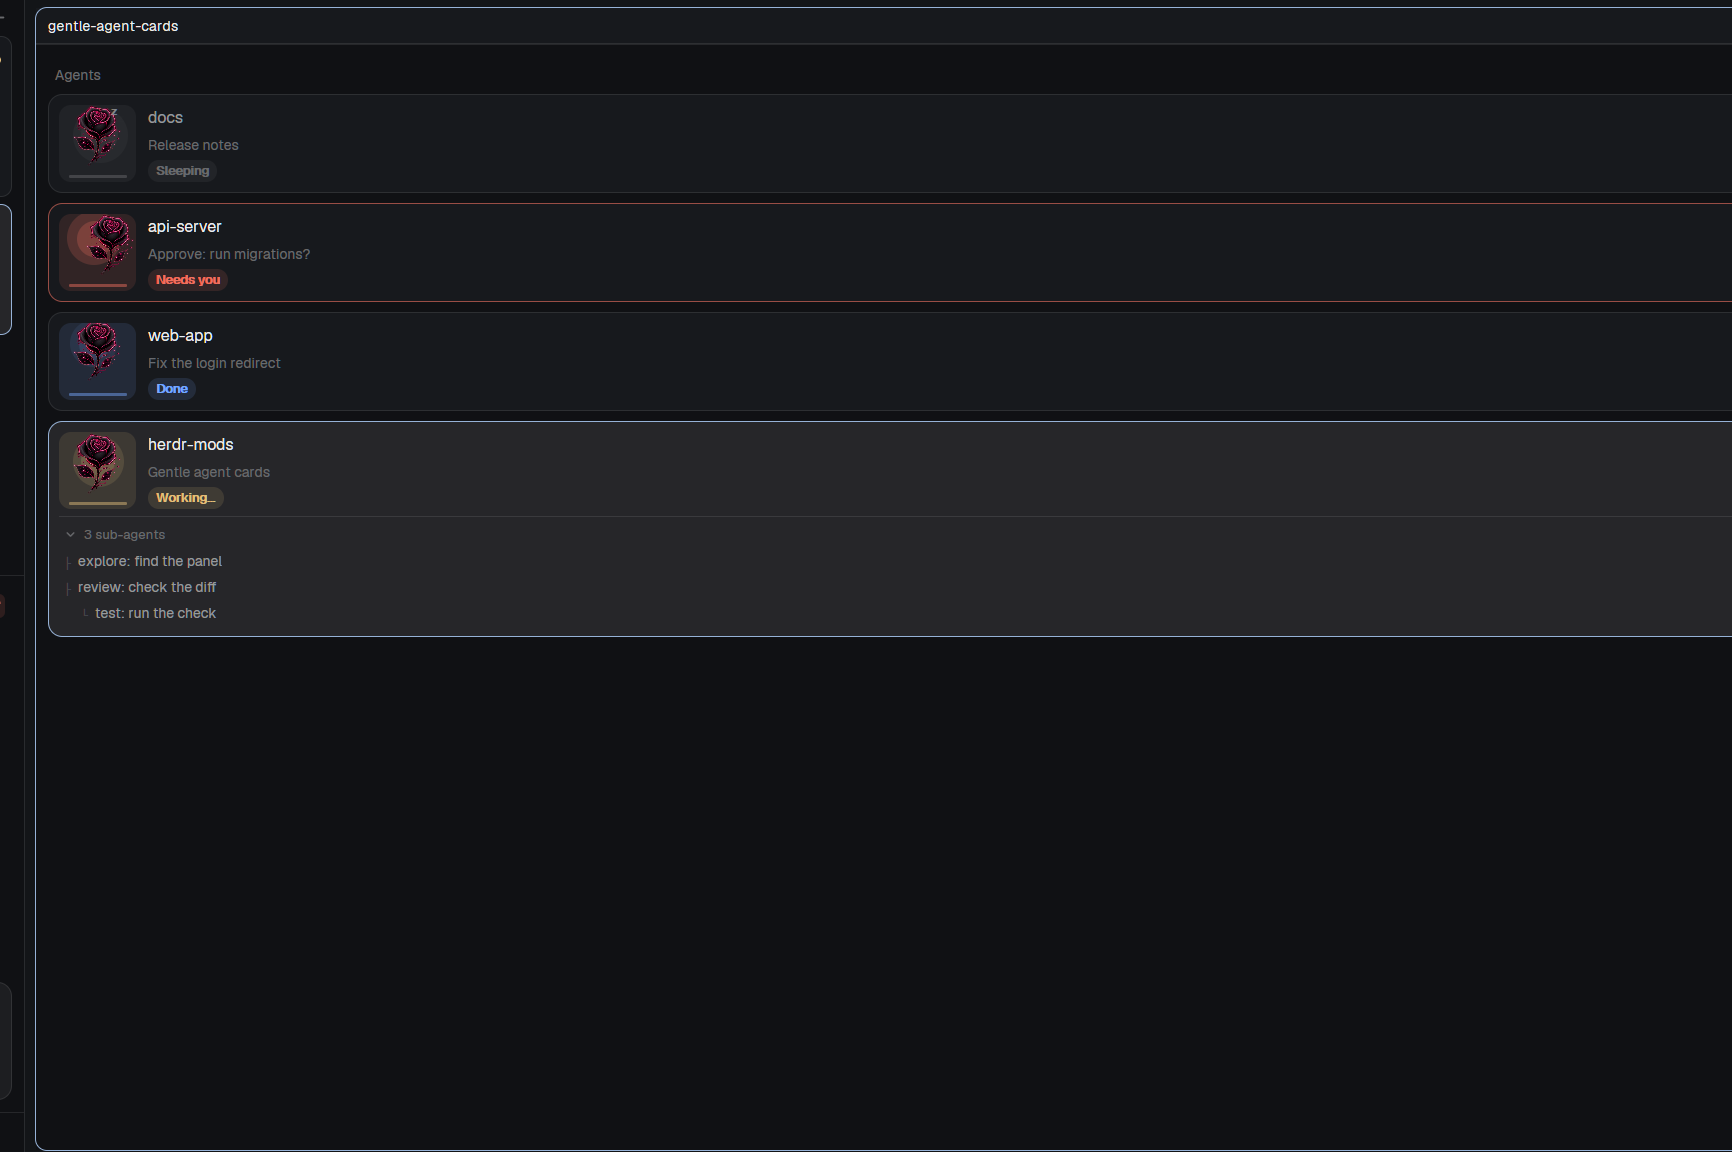 gentle-agent-cards
Agents
z
docs
Release notes
Sleeping
api-server
Approve: run migrations?
Needs you
web-app
Fix the login redirect
Done
herdr-mods
Gentle agent cards
Working_
3 sub-agents
explore: find the panel
review: check the diff
test: run the check